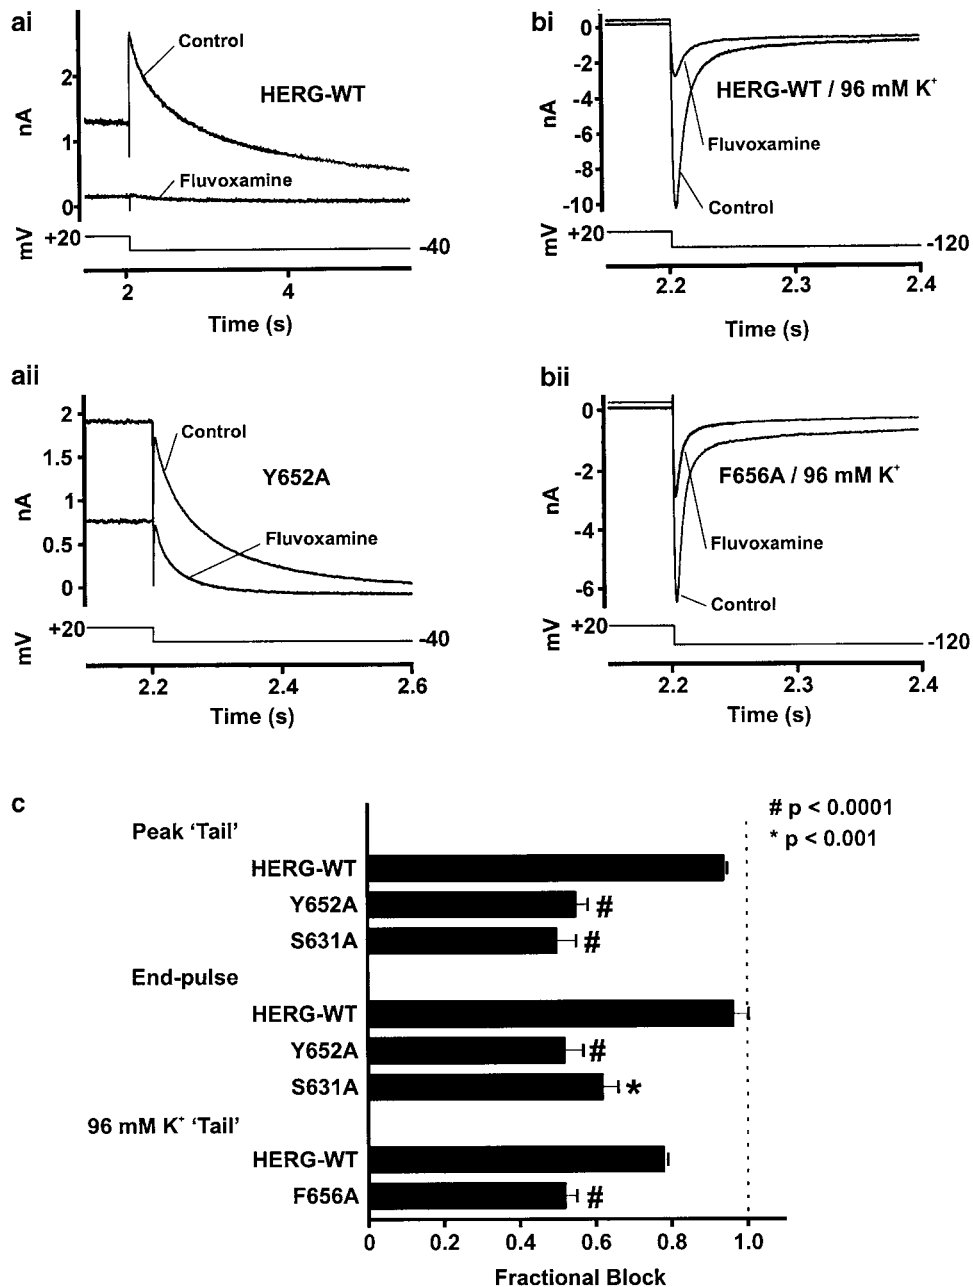 ai
Control
HERG-WT
2
1
0
nA
Fluvoxamine
mV
+20
-40
2
4
Time (s)
bi
0
-2
-4
-6
-8
-10
nA
HERG-WT / 96 mM K⁺
Fluvoxamine
Control
mV
+20
-120
2.2
2.3
2.4
Time (s)
aii
2
1.5
1
0.5
0
nA
Control
Y652A
Fluvoxamine
mV
+20
-40
2.2
2.4
2.6
Time (s)
bii
0
-2
-4
-6
nA
F656A / 96 mM K⁺
Fluvoxamine
Control
mV
+20
-120
2.2
2.3
2.4
Time (s)
c
# p < 0.0001
* p < 0.001
Peak ‘Tail’
HERG-WT
Y652A #
S631A #
End-pulse
HERG-WT
Y652A #
S631A *
96 mM K⁺ ‘Tail’
HERG-WT
F656A #
0 0.2 0.4 0.6 0.8 1.0
Fractional Block